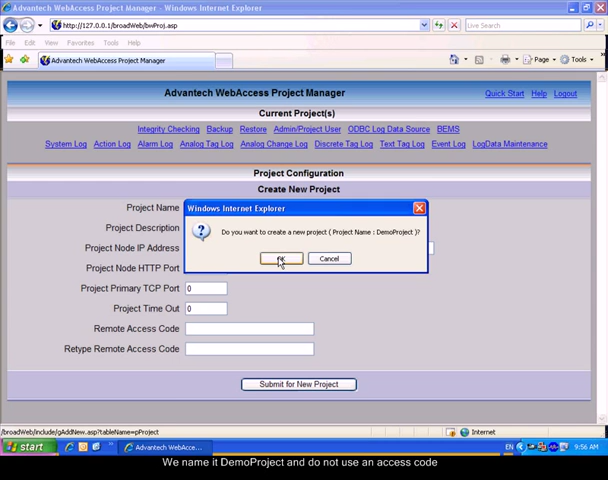 Advantech WebAccess Project Manager - Windows Internet Explorer
http://127.0.0.1/broadWeb/bwProj.asp
Live Search
File Edit View Favorites Tools Help
Advantech WebAccess Project Manager
Page Tools
Advantech WebAccess Project Manager
Quick Start Help Logout
Current Project(s)
Integrity Checking Backup Restore Admin/Project User ODBC Log Data Source BEMS
System Log Action Log Alarm Log Analog Tag Log Analog Change Log Discrete Tag Log Text Tag Log Event Log LogData Maintenance
Project Configuration
Create New Project
Project Name
Windows Internet Explorer
Project Description
Do you want to create a new project ( Project Name : DemoProject )?
Project Node IP Address
Cancel
Project Node HTTP Port
Project Primary TCP Port 0
Project Time Out 0
Remote Access Code
Retype Remote Access Code
Submit for New Project
/broadWeb/include/gAddNew.asp?tableName=pProject
Internet
start
Advantech WebAcce...
EN
9:56 AM
We name it DemoProject and do not use an access code